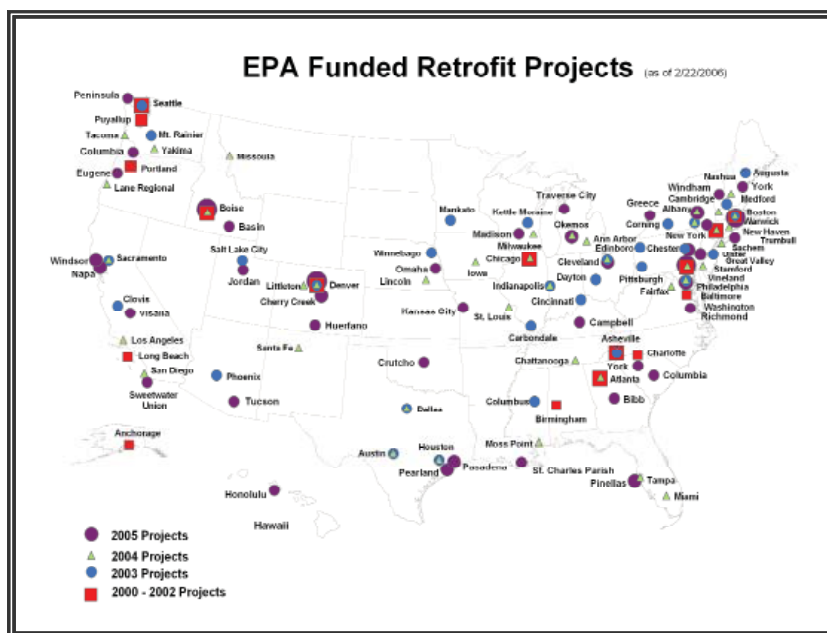 EPA Funded Retrofit Projects (as of 2/22/2006)
Peninsula
Seattle
Puyallup
Tacoma
Mt. Rainier
Columbia
Yakima
Portland
Eugene
Lane Regional
Missoula
Boise
Basin
Salt Lake City
Jordan
Windsor
Sacramento
Napa
Clovis
Visalia
Los Angeles
Long Beach
San Diego
Sweetwater
Union
Phoenix
Tucson
Littleton
Denver
Cherry Creek
Huerfano
Santa Fe
Mankato
Winnebago
Omaha
Lincoln
Iowa
Kansas City
St. Louis
Crutcho
Dallas
Austin
Houston
Pearland
Pasadena
Traverse City
Kettle Moraine
Madison
Milwaukee
Chicago
Okemos
Ann Arbor
Edinboro
Cleveland
Indianapolis
Dayton
Cincinnati
Carbondale
Campbell
Chattanooga
Asheville
Charlotte
York
Atlanta
Columbia
Bibb
Columbus
Birmingham
Moss Point
St. Charles Parish
Pinellas
Tampa
Miami
Augusta
Nashua
Windham
York
Cambridge
Medford
Greece
Albany
Boston
Corning
Warwick
New York
New Haven
Trumbull
Chester
Sachem
Ulster
Great Valley
Pittsburgh
Stamford
Vineland
Fairfax
Philadelphia
Baltimore
Washington
Richmond
Anchorage
Honolulu
Hawaii
2005 Projects
2004 Projects
2003 Projects
2000 - 2002 Projects